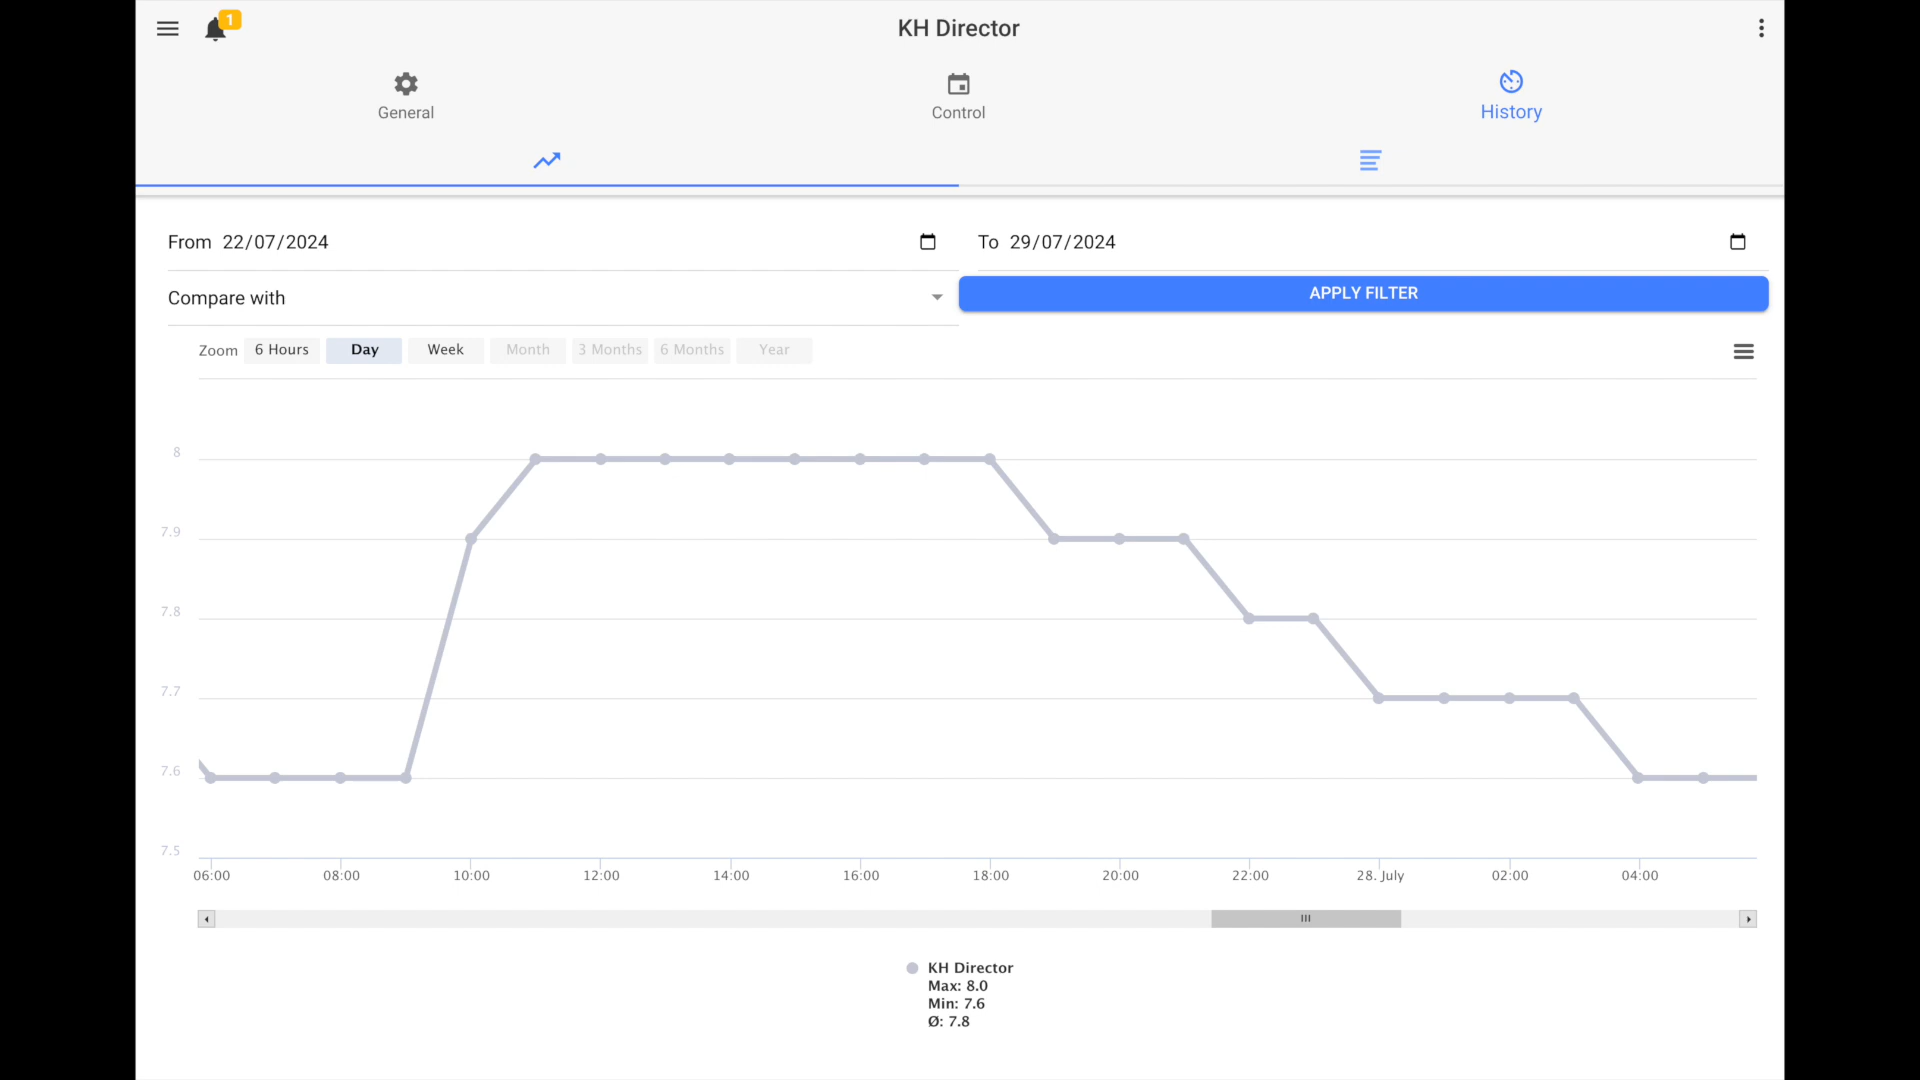 1
KH Director
General
Control
History
From 22/07/2024
To 29/07/2024
Compare with
APPLY FILTER
Zoom 6 Hours Day Week Month 3 Months 6 Months Year
8
7.9
7.8
7.7
7.6
7.5
06:00 08:00 10:00 12:00 14:00 16:00 18:00 20:00 22:00 28. July 02:00 04:00
KH Director
Max: 8.0
Min: 7.6
Ø: 7.8